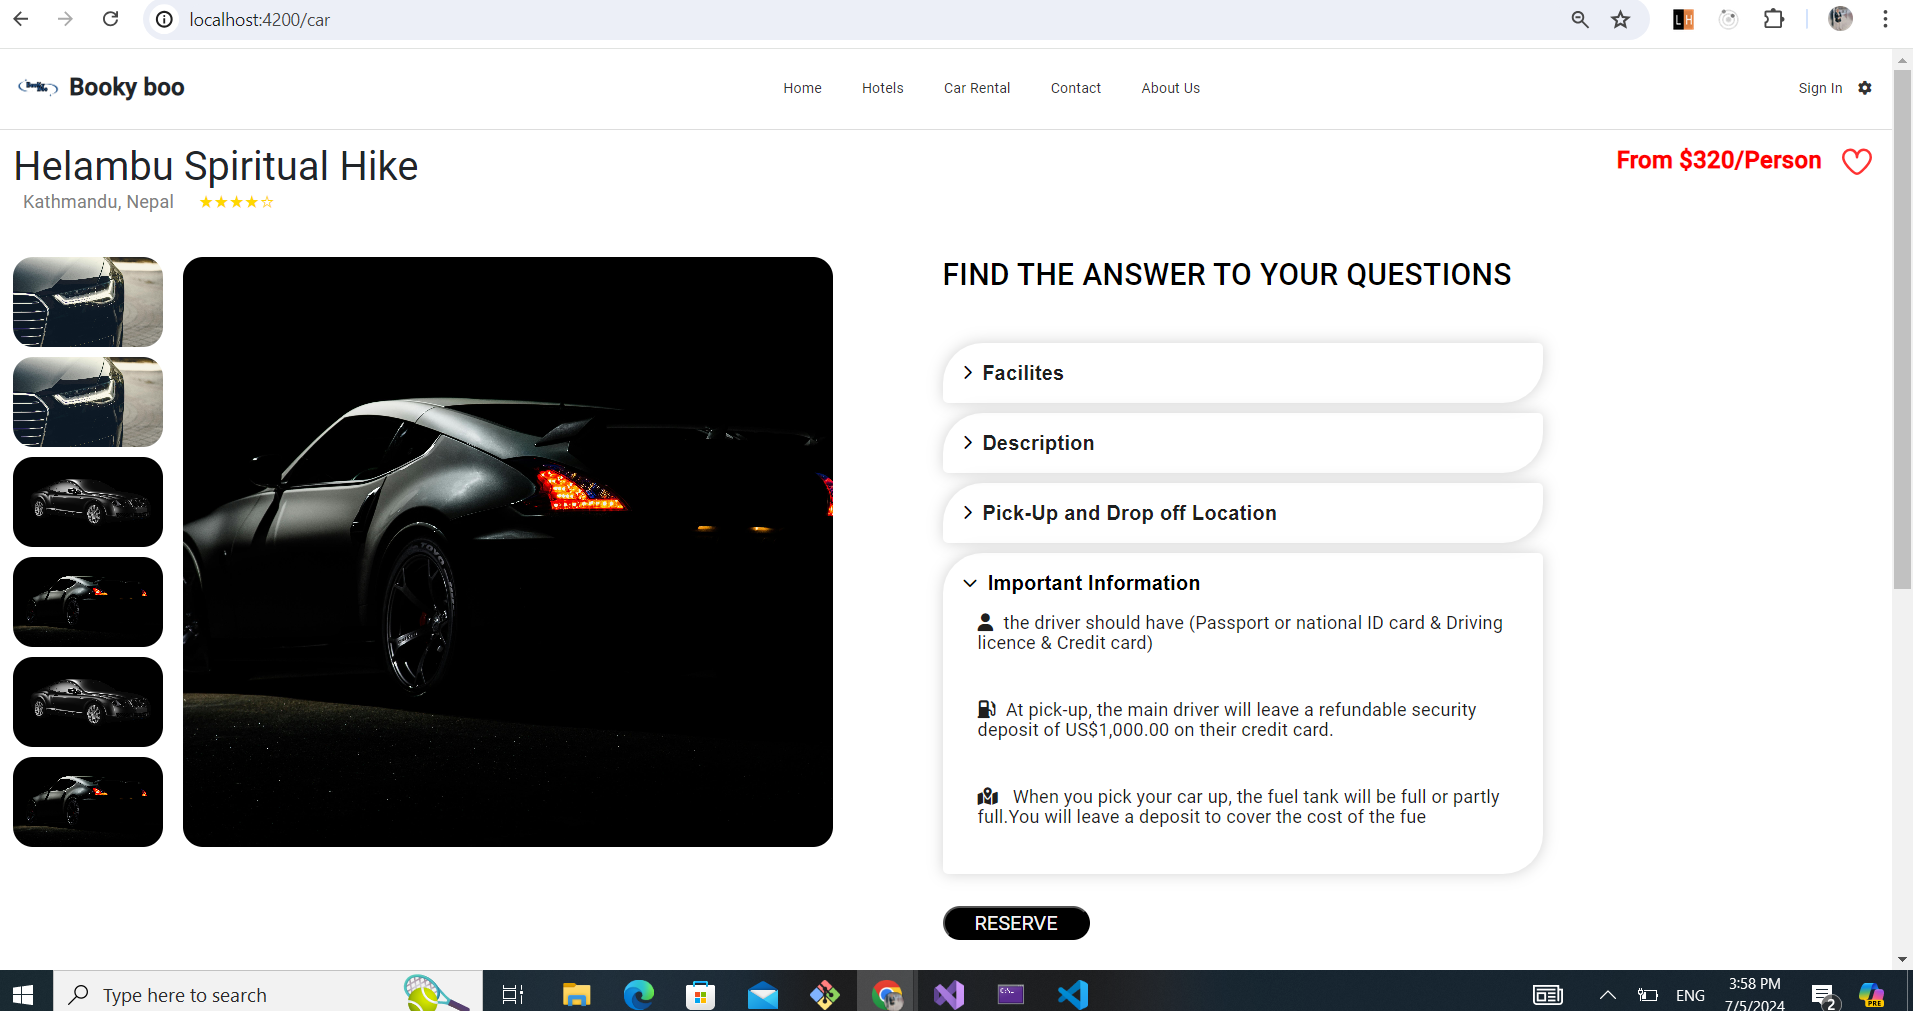 localhost:4200/car
Booky boo
Home Hotels Car Rental Contact About Us
Sign In
Helambu Spiritual Hike
From $320/Person
Kathmandu, Nepal ★★★★☆
FIND THE ANSWER TO YOUR QUESTIONS
Facilites
Description
Pick-Up and Drop off Location
Important Information
the driver should have (Passport or national ID card & Driving
licence & Credit card)
At pick-up, the main driver will leave a refundable security
deposit of US$1,000.00 on their credit card.
When you pick your car up, the fuel tank will be full or partly
full.You will leave a deposit to cover the cost of the fue
RESERVE
Type here to search
ENG
3:58 PM
7/5/2024
2
PRE